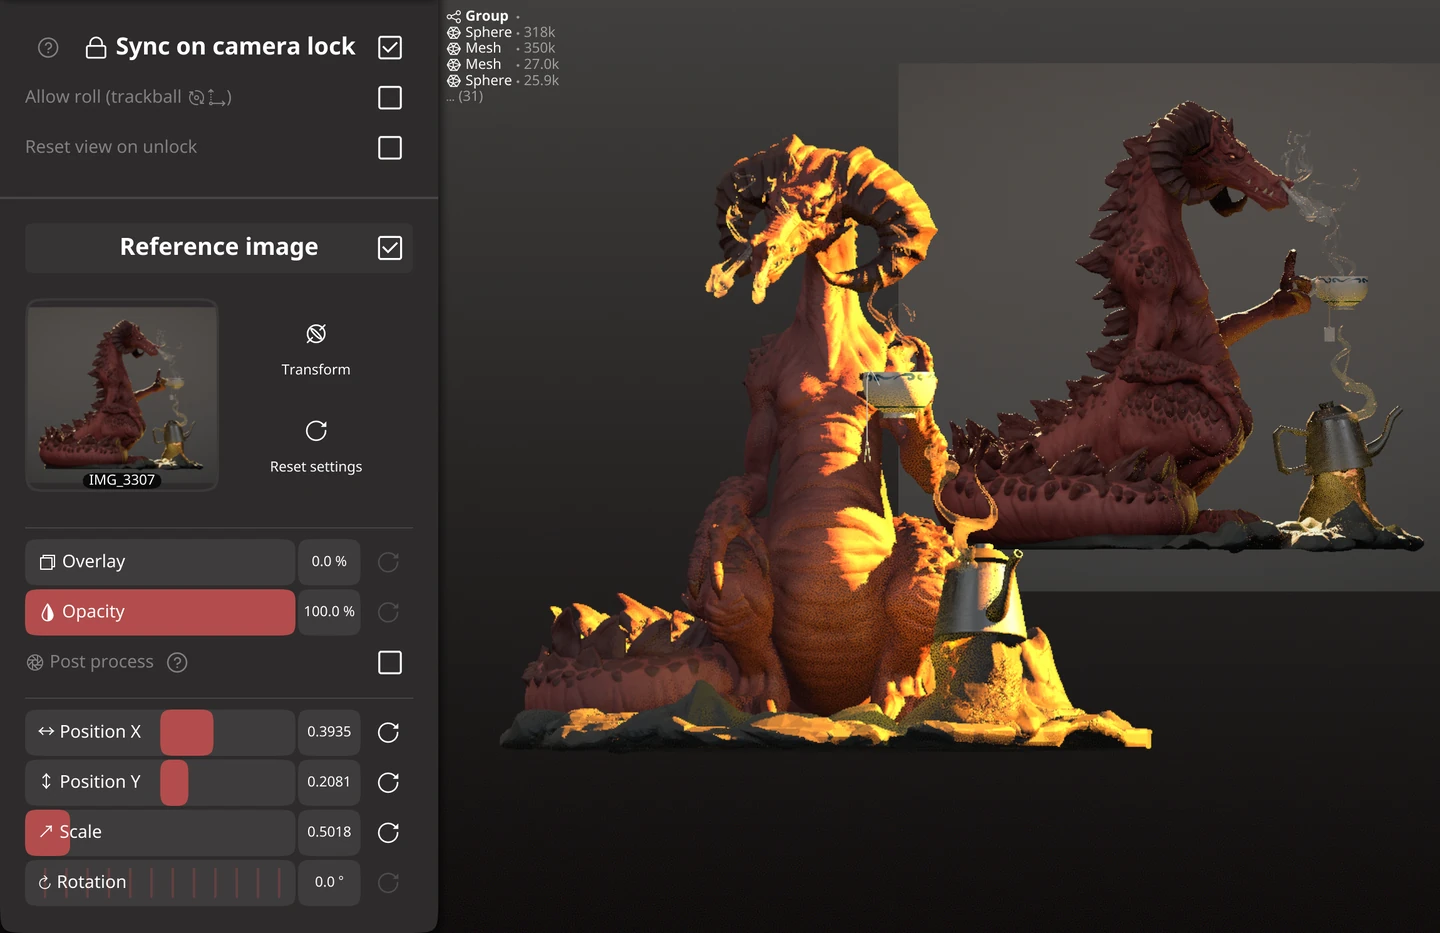 Sync on camera lock
Allow roll (trackball )
Reset view on unlock
Reference image
IMG_3307
Transform
Reset settings
Overlay 0.0 %
Opacity 100.0 %
Post process
Position X 0.3935
Position Y 0.2081
Scale 0.5018
Rotation 0.0 °
Group •
Sphere • 318k
Mesh • 350k
Mesh • 27.0k
Sphere • 25.9k
... (31)